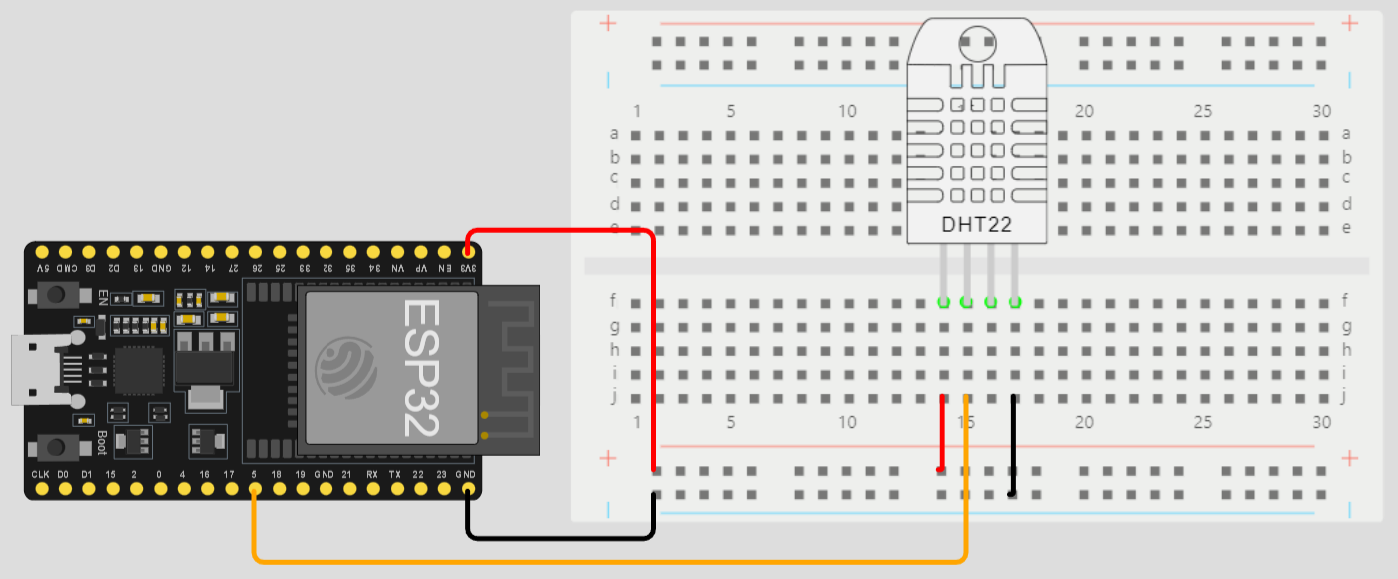 + +
1 5 10 20 25 30
a a
b b
c c
d d
e e
DHT22
5V CMD D3 D2 13 GND 12 14 27 26 25 33 32 35 34 VN VP EN 3V3
EN
ESP32
f f
g g
h h
i i
j j
1 5 10 15 20 25 30
Boot
+ +
CLK D0 D1 15 2 0 4 16 17 5 18 19 GND 21 RX TX 22 23 GND